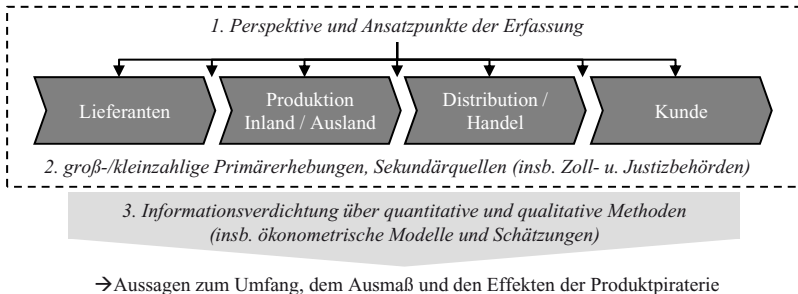 1. Perspektive und Ansatzpunkte der Erfassung
Lieferanten
Produktion
Inland / Ausland
Distribution /
Handel
Kunde
2. groß-/kleinzahlige Primärerhebungen, Sekundärquellen (insb. Zoll- u. Justizbehörden)
3. Informationsverdichtung über quantitative und qualitative Methoden
(insb. ökonometrische Modelle und Schätzungen)
→Aussagen zum Umfang, dem Ausmaß und den Effekten der Produktpiraterie